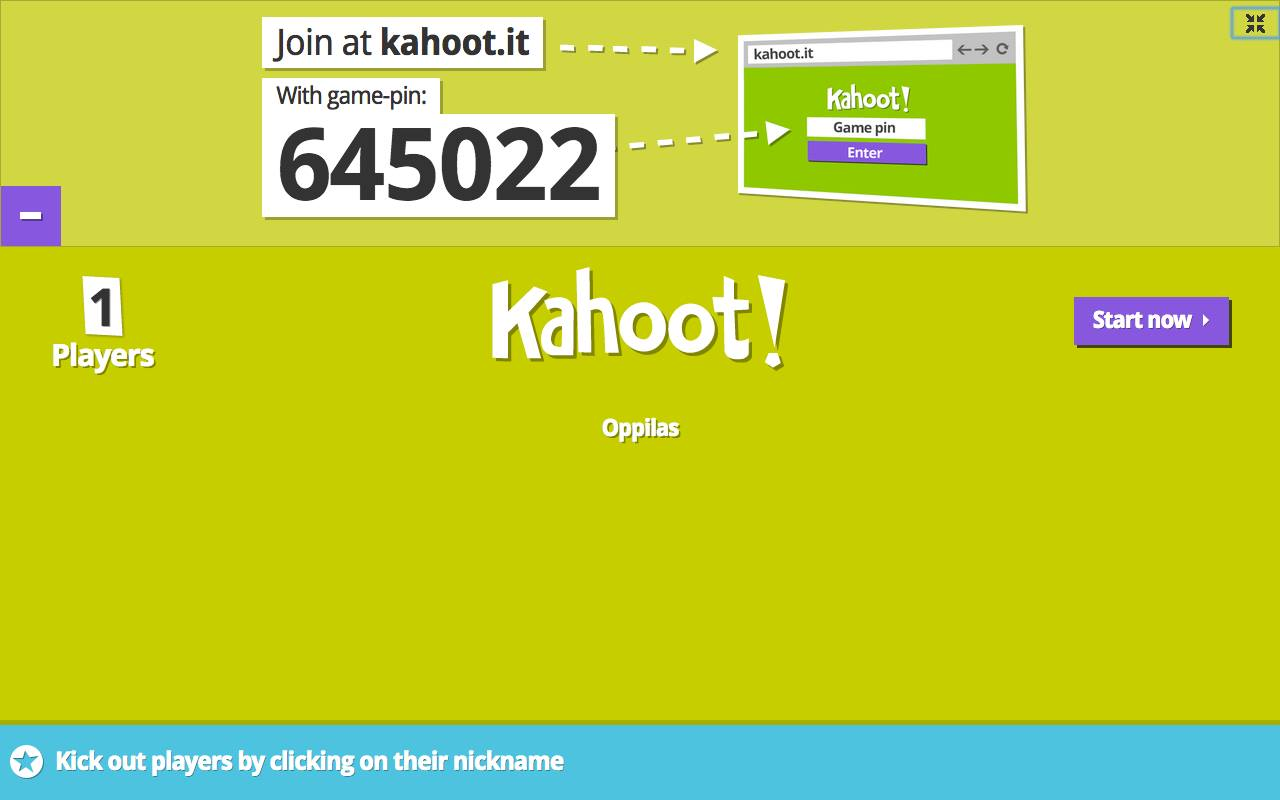 Join at kahoot.it
With game-pin:
645022
kahoot.it
Kahoot!
Game pin
Enter
1
Players
Kahoot!
Start now
Oppilas
Kick out players by clicking on their nickname